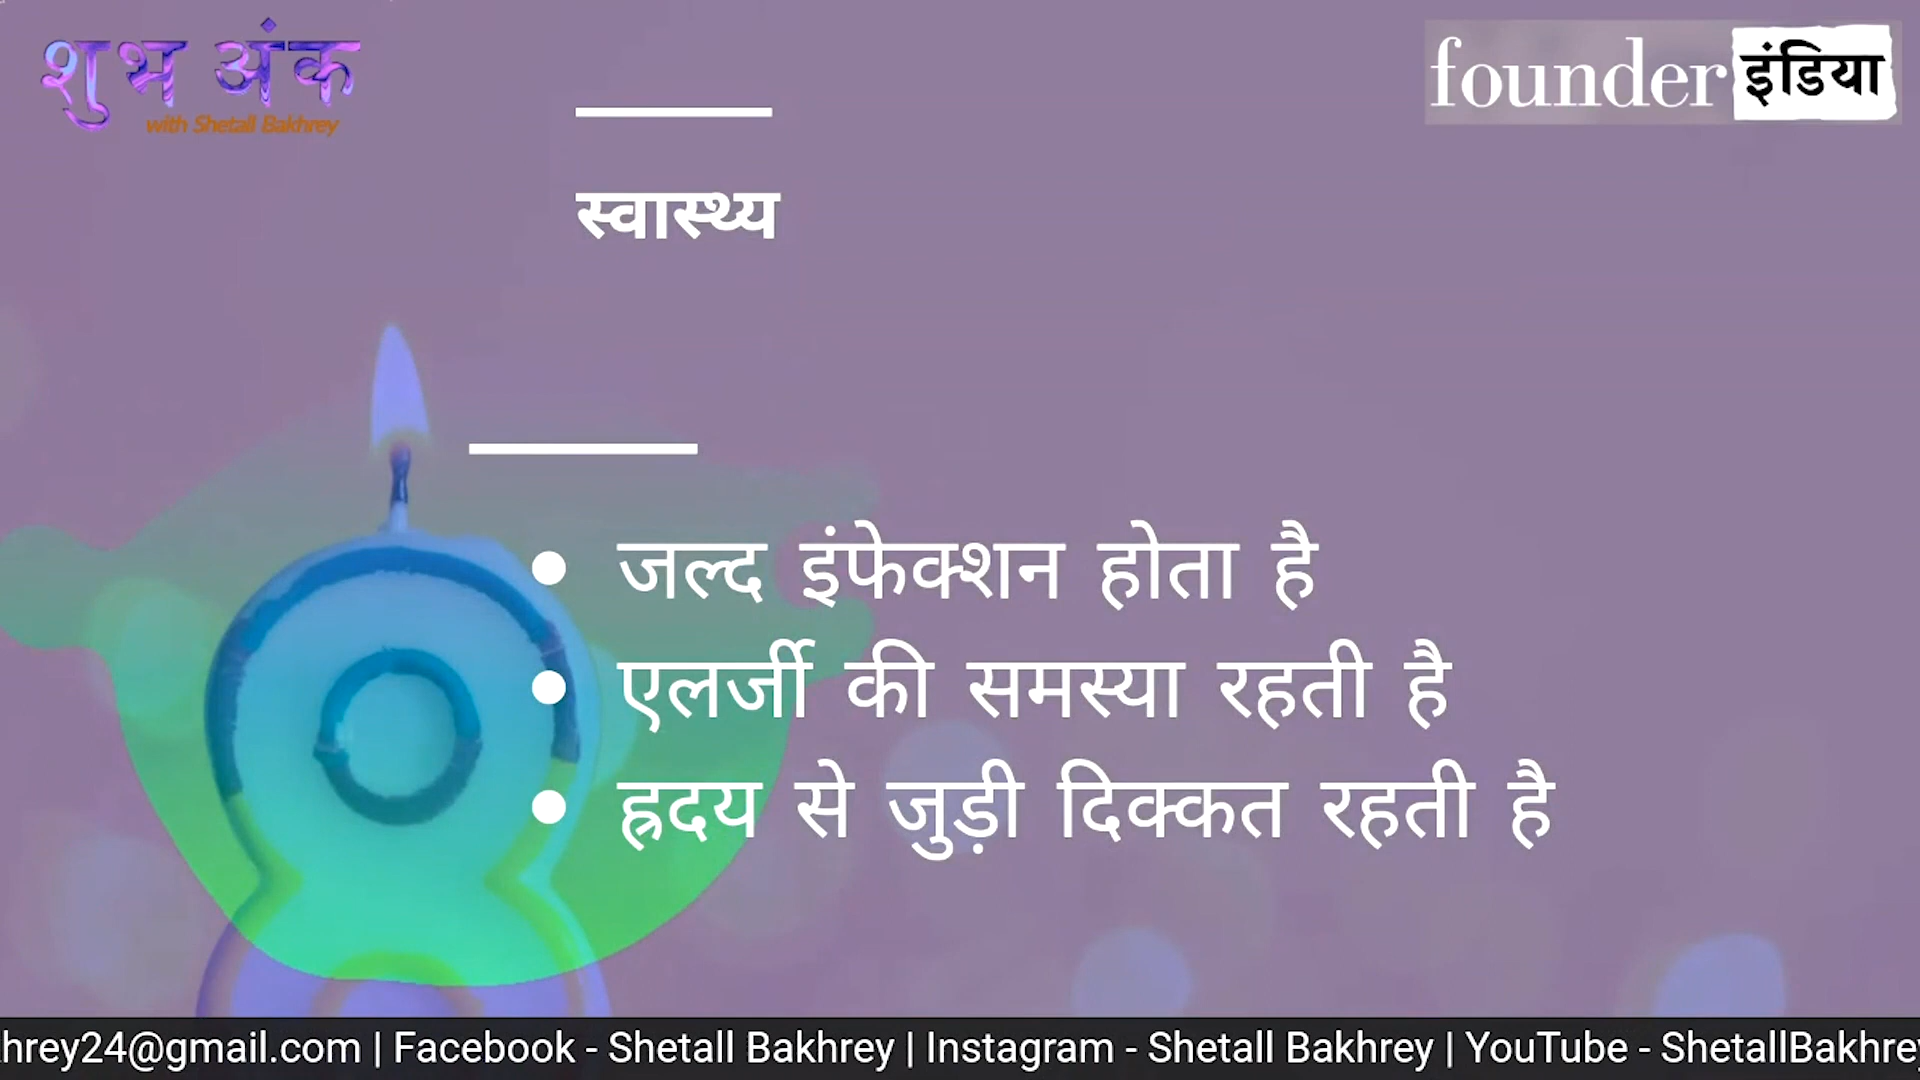 शुभ अंक
with Shetall Bakhrey
founder इंडिया
स्वास्थ्य
• जल्द इंफेक्शन होता है
• एलर्जी की समस्या रहती है
• ह्रदय से जुड़ी दिक्कत रहती है
hrey24@gmail.com | Facebook - Shetall Bakhrey | Instagram - Shetall Bakhrey | YouTube - ShetallBakhrey